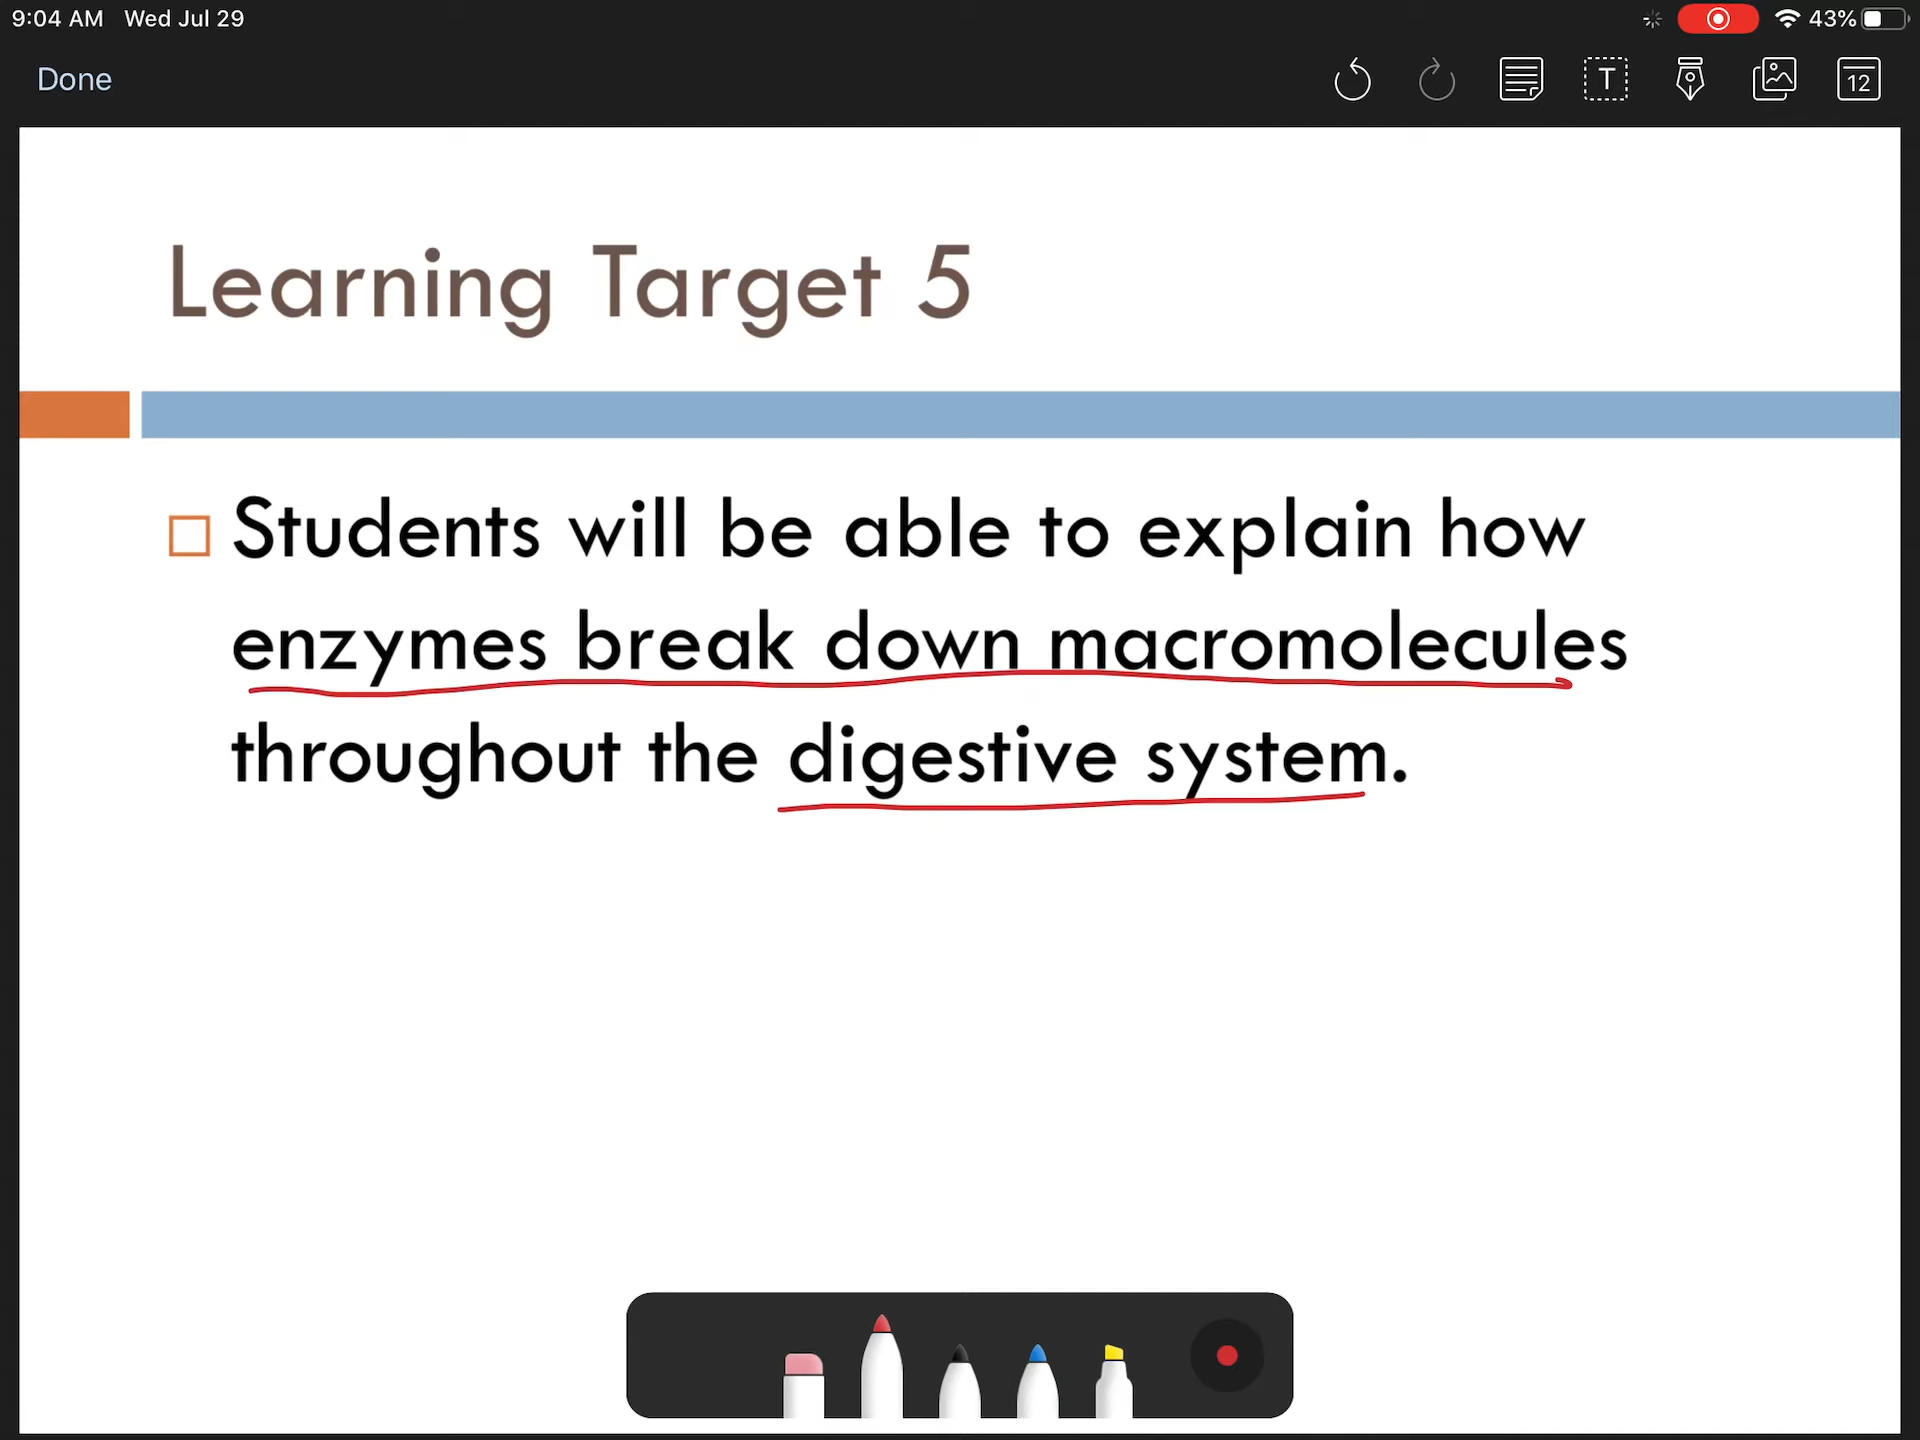 9:04 AM Wed Jul 29
43%
Done
T
12
Learning Target 5
Students will be able to explain how
enzymes break down macromolecules
throughout the digestive system.